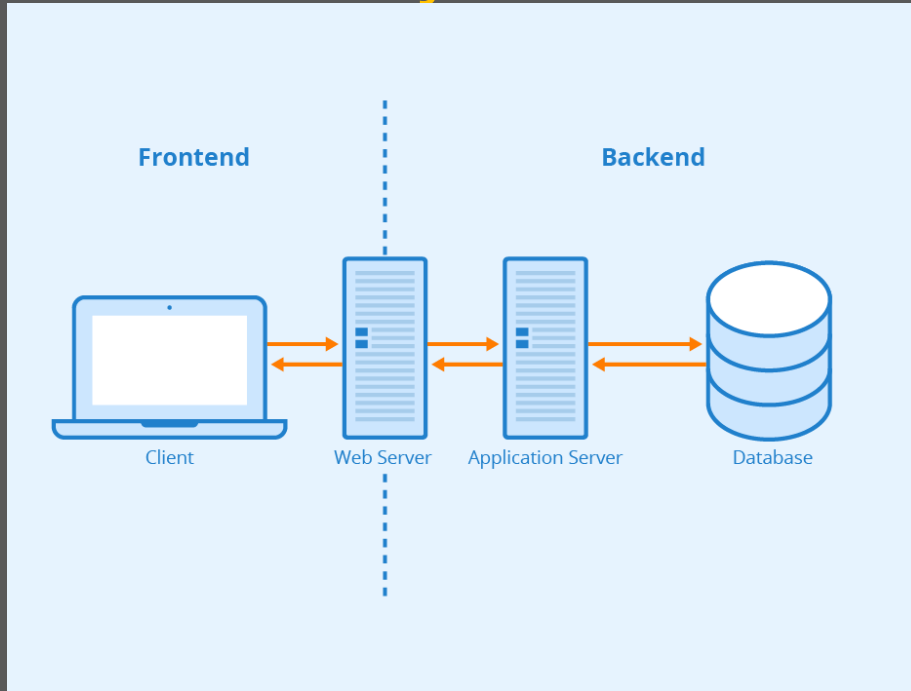 Frontend
Backend
Client
Web Server
Application Server
Database